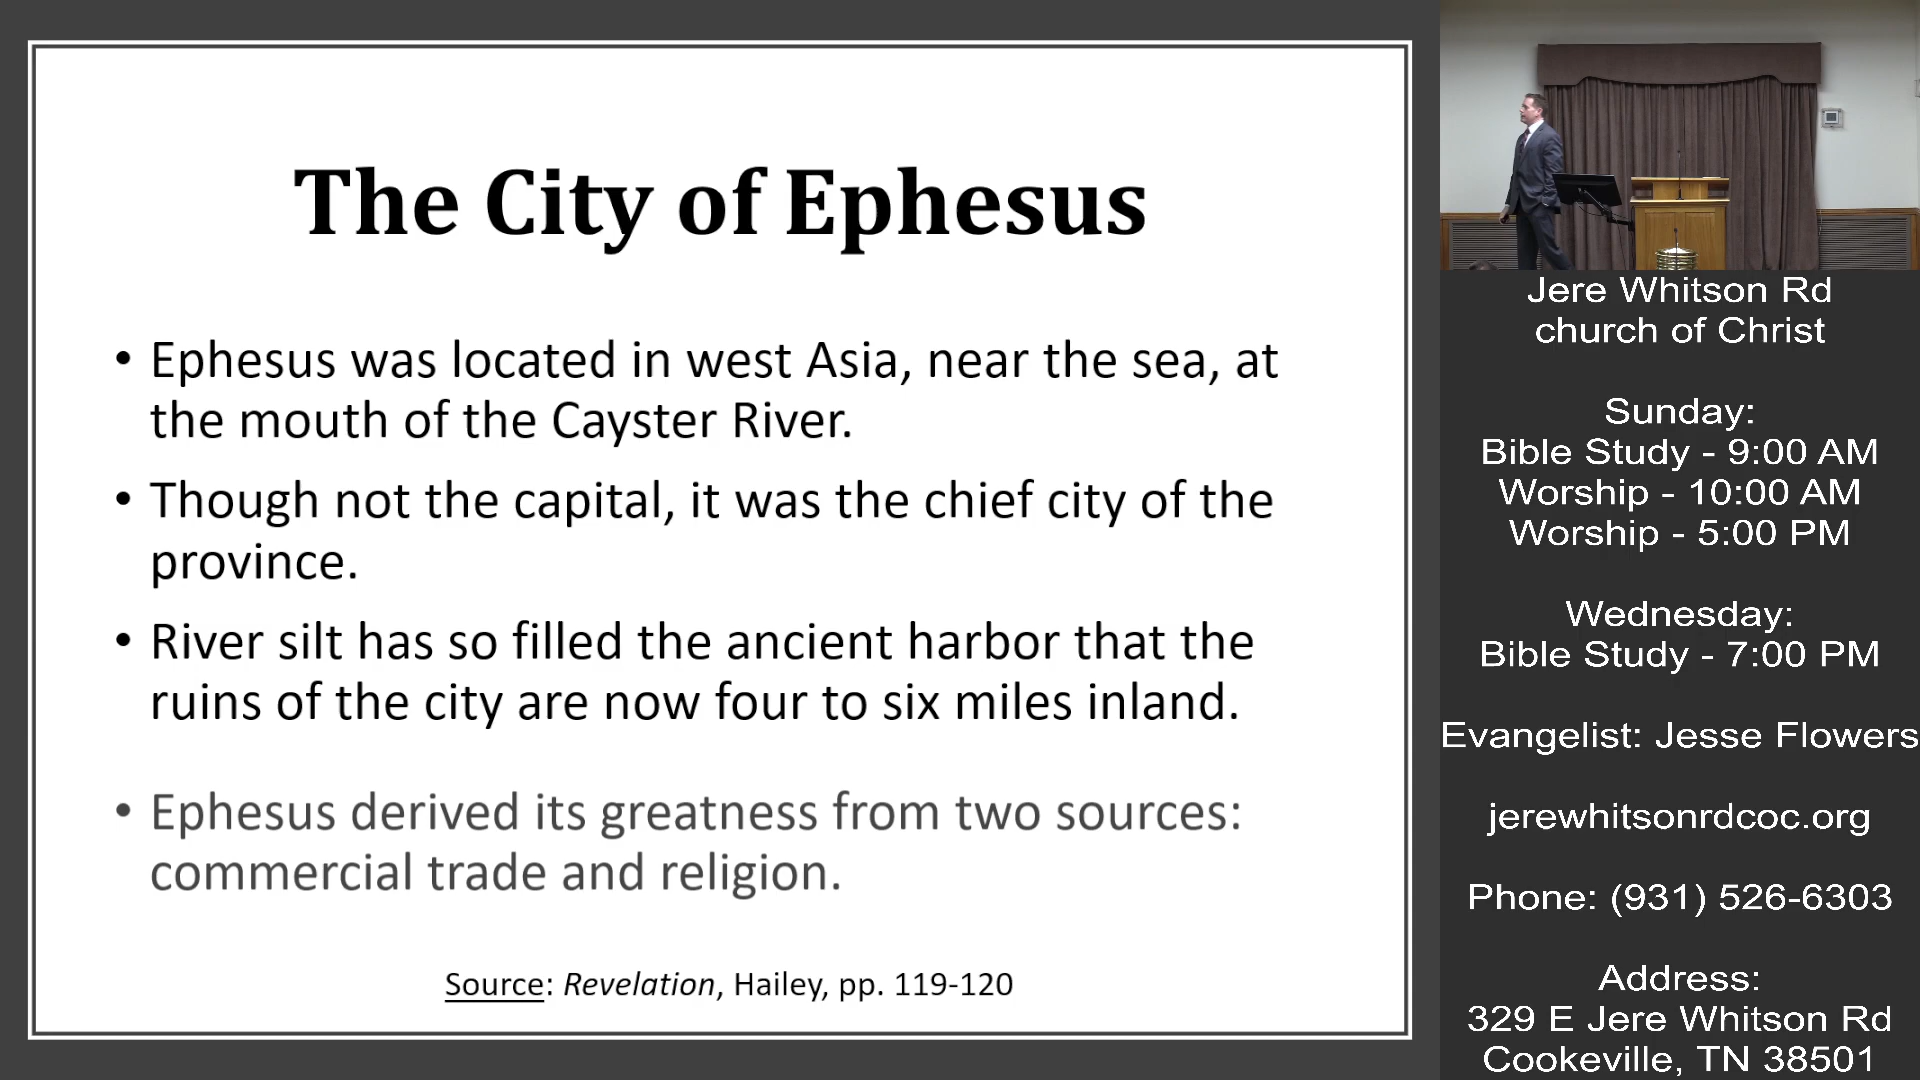 The City of Ephesus
• Ephesus was located in west Asia, near the sea, at
the mouth of the Cayster River.
• Though not the capital, it was the chief city of the
province.
• River silt has so filled the ancient harbor that the
ruins of the city are now four to six miles inland.
• Ephesus derived its greatness from two sources:
commercial trade and religion.
Source: Revelation, Hailey, pp. 119-120
Jere Whitson Rd
church of Christ
Sunday:
Bible Study - 9:00 AM
Worship - 10:00 AM
Worship - 5:00 PM
Wednesday:
Bible Study - 7:00 PM
Evangelist: Jesse Flowers
jerewhitsonrdcoc.org
Phone: (931) 526-6303
Address:
329 E Jere Whitson Rd
Cookeville, TN 38501